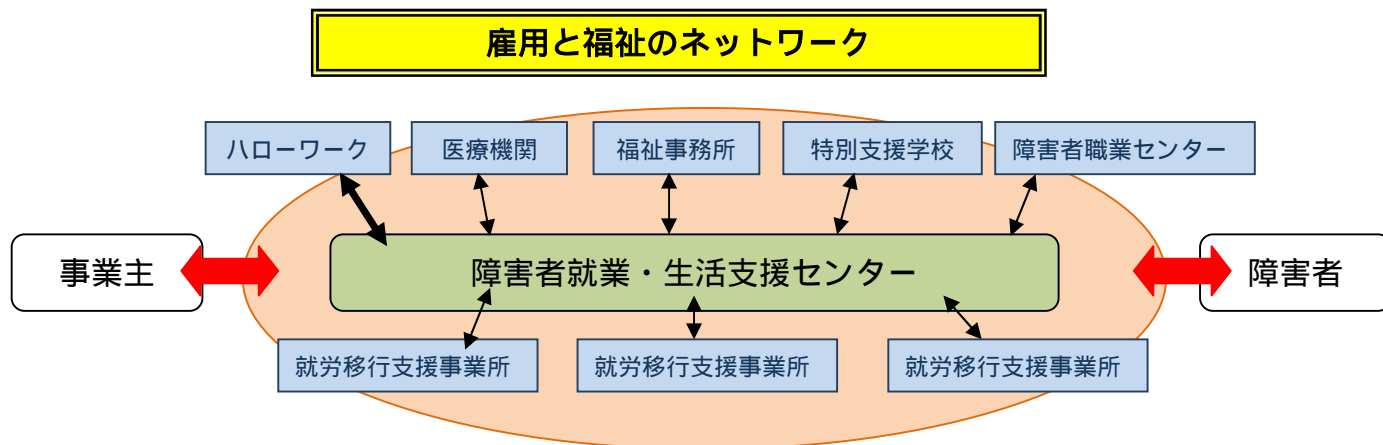 雇用と福祉のネットワーク
ハローワーク
医療機関
福祉事務所
特別支援学校
障害者職業センター
事業主
障害者就業・生活支援センター
障害者
就労移行支援事業所
就労移行支援事業所
就労移行支援事業所